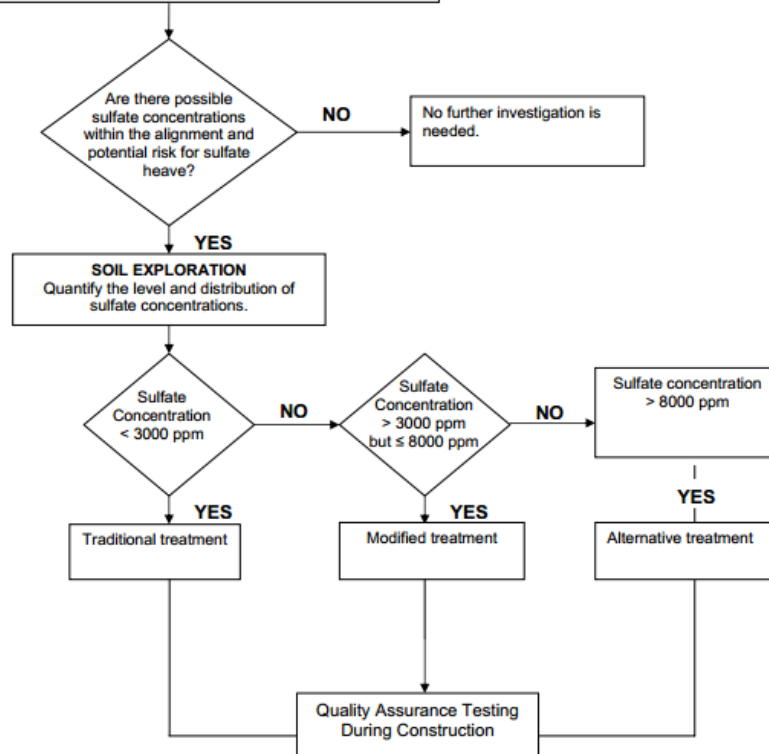 Are there possible
sulfate concentrations
within the alignment and
potential risk for sulfate
heave?
NO
No further investigation is
needed.
YES
SOIL EXPLORATION
Quantify the level and distribution of
sulfate concentrations.
Sulfate
Concentration
< 3000 ppm
NO
Sulfate
Concentration
> 3000 ppm
but ≤ 8000 ppm
NO
Sulfate concentration
> 8000 ppm
YES
YES
YES
Traditional treatment
Modified treatment
Alternative treatment
Quality Assurance Testing
During Construction